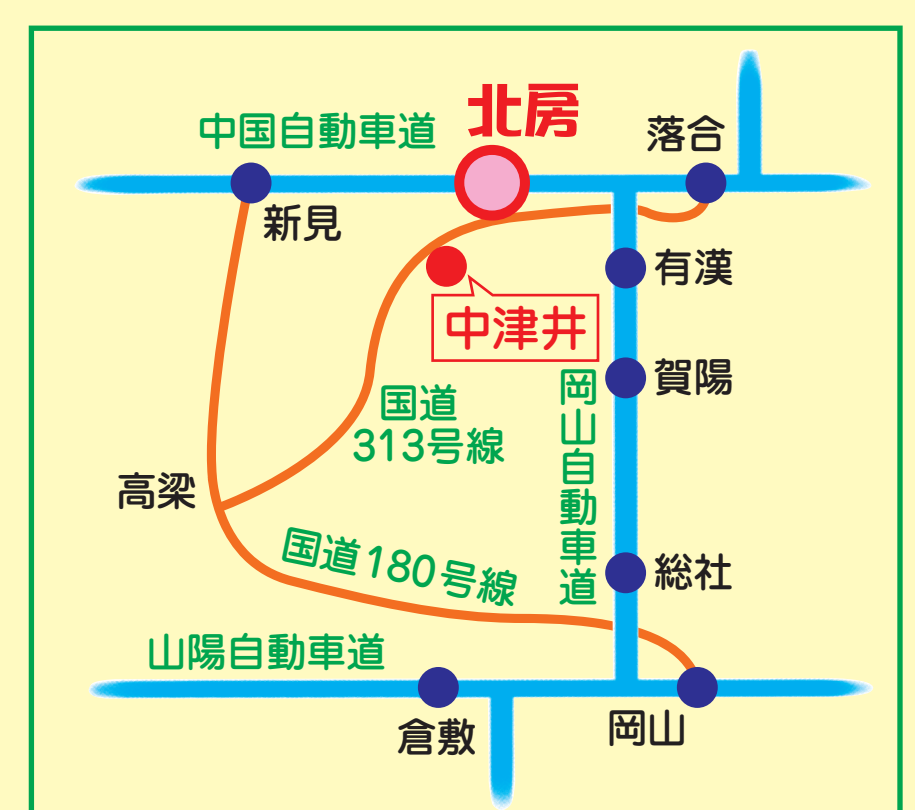 中国自動車道
北房
落合
新見
有漢
中津井
賀陽
国道
313号線
岡山自動車道
高梁
国道180号線
総社
山陽自動車道
倉敷
岡山